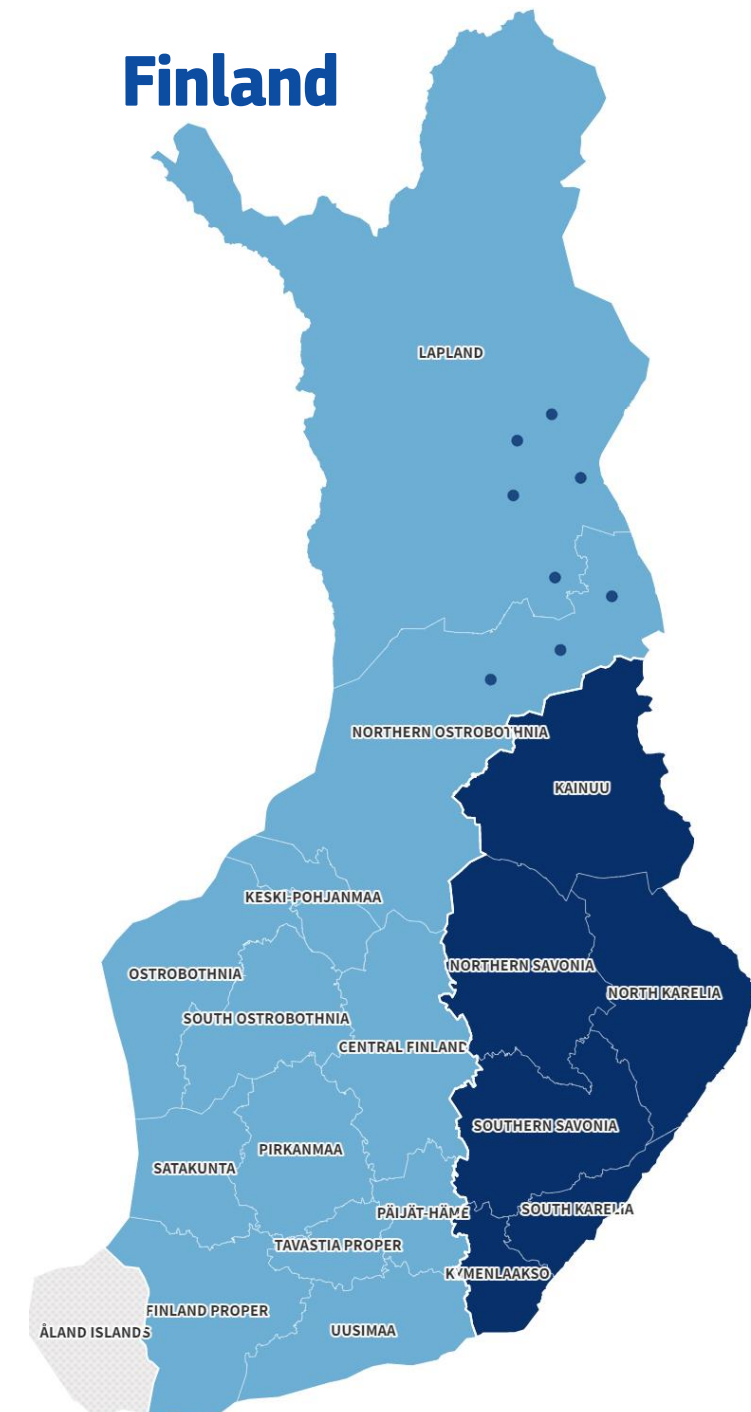 Finland
LAPLAND
NORTHERN OSTROBOTHNIA
KAINUU
KESKI-POHJANMAA
NORTHERN SAVONIA
OSTROBOTHNIA
NORTH KARELIA
SOUTH OSTROBOTHNIA
CENTRAL FINLAND
SOUTHERN SAVONIA
PIRKANMAA
SATAKUNTA
SOUTH KARELIA
PÄIJÄT-HÄME
TAVASTIA PROPER
KYMENLAAKSO
FINLAND PROPER
UUSIMAA
ÅLAND ISLANDS